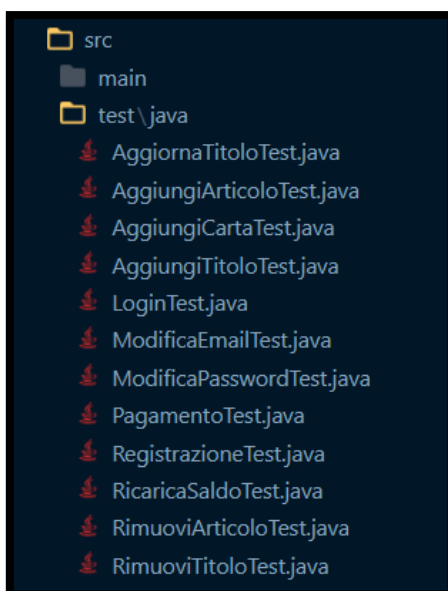 src
main
test\java
AggiornaTitoloTest.java
AggiungiArticoloTest.java
AggiungiCartaTest.java
AggiungiTitoloTest.java
LoginTest.java
ModificaEmailTest.java
ModificaPasswordTest.java
PagamentoTest.java
RegistrazioneTest.java
RicaricaSaldoTest.java
RimuoviArticoloTest.java
RimuoviTitoloTest.java